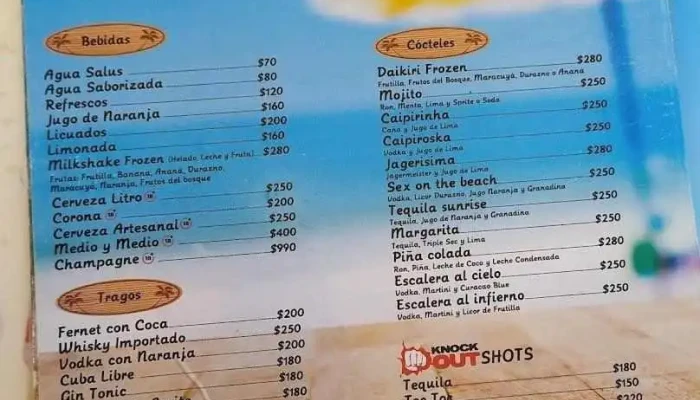 Bebidas
Agua Salus $70
Agua Saborizada $80
Refrescos $120
Jugo de Naranja $160
Licuados $200
Limonada $160
Milkshake Frozen (Helado, Leche y Fruta) $280
Frutas: Frutilla, Banana, Anana, Durazno,
Maracuyá, Naranja, Frutos del bosque
Cerveza Litro 18 $250
Corona 18 $200
Cerveza Artesanal 18 $250
Medio y Medio 18 $400
Champagne 18 $990
Tragos
Fernet con Coca $200
Whisky Importado $250
Vodka con Naranja $200
Cuba Libre $180
Gin Tonic $180
$180
Cócteles
Daikiri Frozen $280
Frutilla, Frutos del Bosque, Maracuyá, Durazno o Anana
Mojito $250
Ron, Menta, Lima y Sprite o Soda
Caipirinha $250
Caña y Jugo de Lima
Caipiroska $250
Vodka y Jugo de Lima
Jagerisima $280
Jagermeister y Jugo de Lima
Sex on the beach $250
Vodka, Licor Durazno, Jugo Naranja y Granadina
Tequila sunrise $250
Tequila, Jugo de Naranja y Granadina
Margarita $250
Tequila, Triple Sec y Lima
Piña colada $280
Ron, Piña, Leche de Coco y Leche Condensada
Escalera al cielo $250
Vodka, Martini y Curacao Blue
Escalera al infierno $250
Vodka, Martini y Licor de Frutilla
KNOCK
OUT SHOTS
Tequila $180
$150
$220